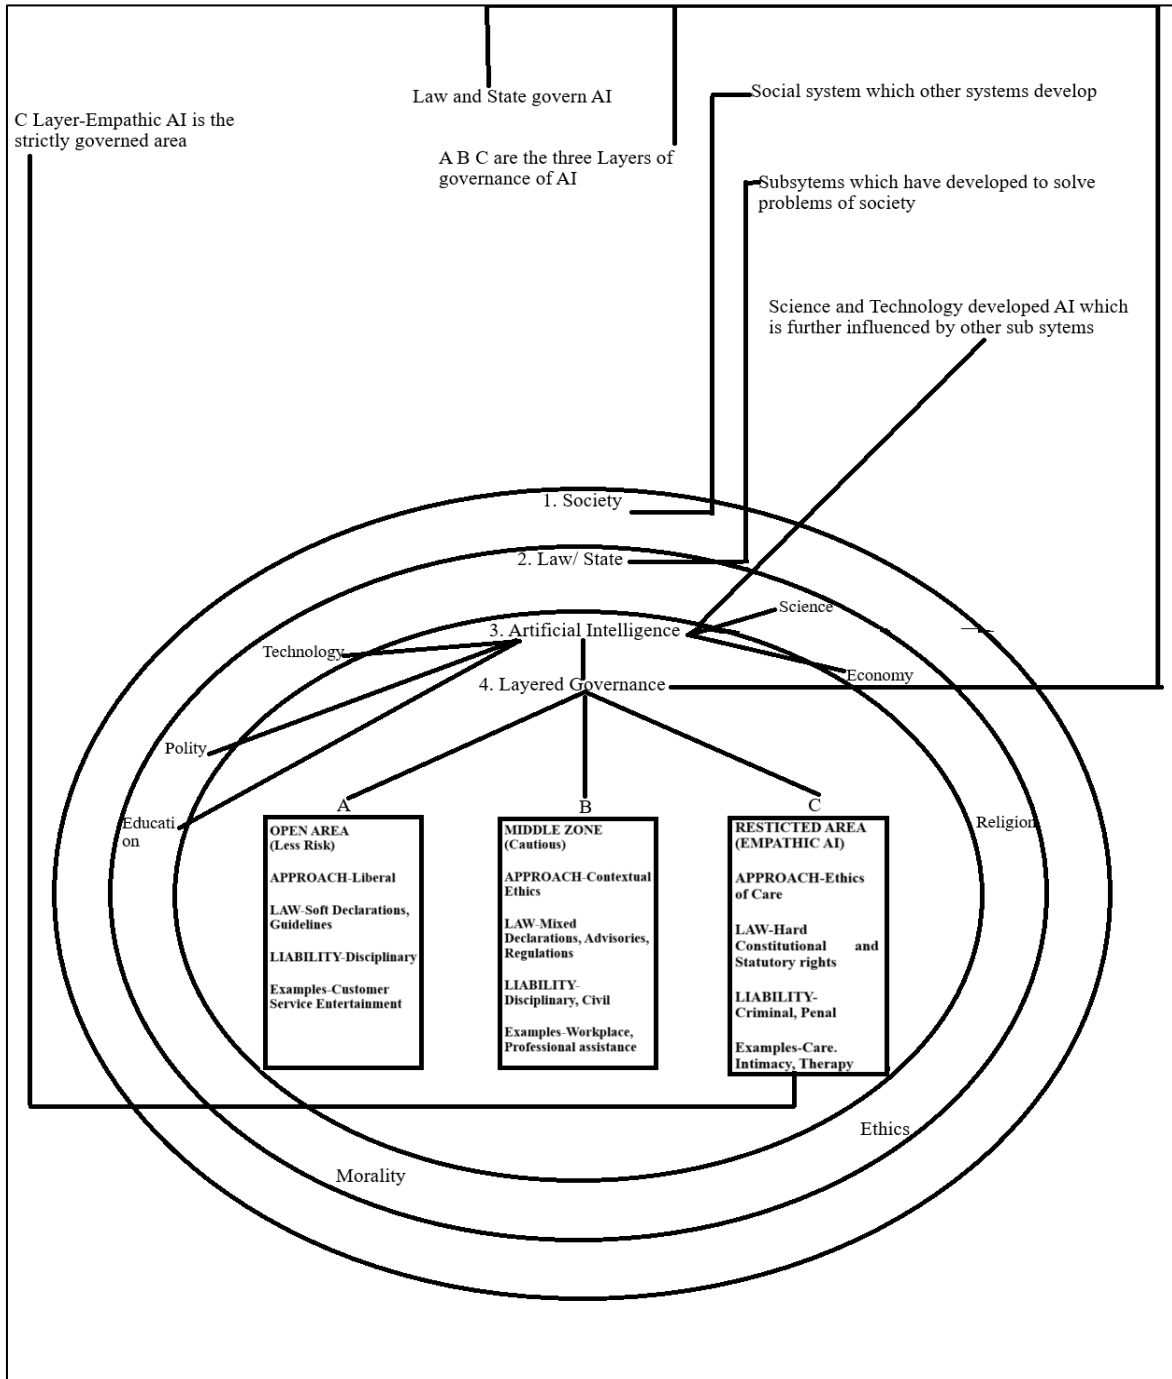 Law and State govern AI
Social system which other systems develop
C Layer-Empathic AI is the
strictly governed area
A B C are the three Layers of
governance of AI
Subsytems which have developed to solve
problems of society
Science and Technology developed AI which
is further influenced by other sub sytems
1. Society
2. Law/ State
Science
3. Artificial Intelligence
Technology
Economy
4. Layered Governance
Polity
A
B
C
Educati
on
Religion
OPEN AREA
(Less Risk)
APPROACH-Liberal
LAW-Soft Declarations,
Guidelines
LIABILITY-Disciplinary
Examples-Customer
Service Entertainment
MIDDLE ZONE
(Cautious)
APPROACH-Contextual
Ethics
LAW-Mixed
Declarations, Advisories,
Regulations
LIABILITY-
Disciplinary, Civil
Examples-Workplace,
Professional assistance
RESTICTED AREA
(EMPATHIC AI)
APPROACH-Ethics
of Care
LAW-Hard
Constitutional and
Statutory rights
LIABILITY-
Criminal, Penal
Examples-Care.
Intimacy, Therapy
Ethics
Morality